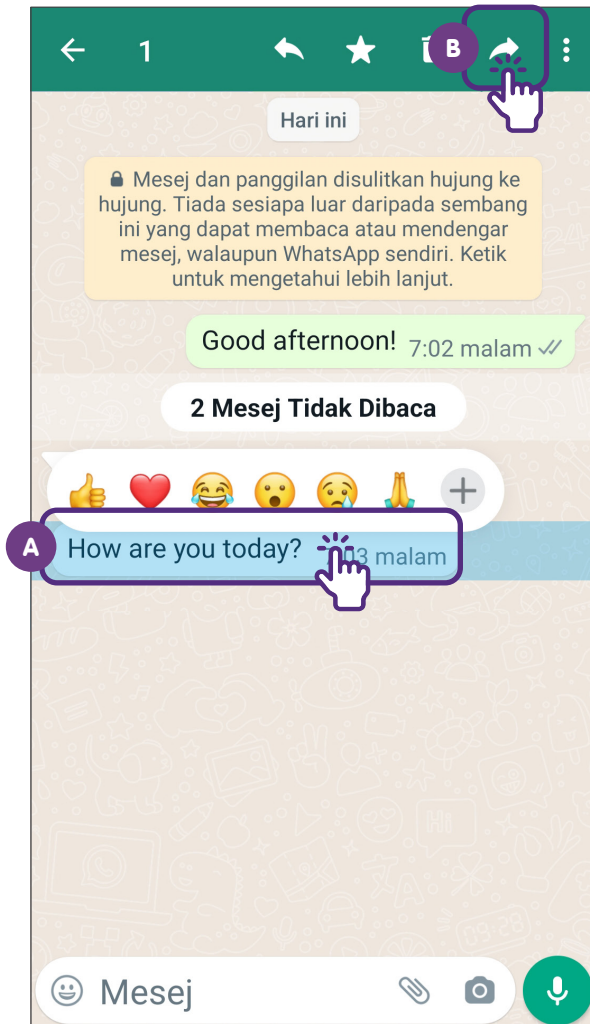 1
B
Hari ini
Mesej dan panggilan disulitkan hujung ke
hujung. Tiada sesiapa luar daripada sembang
ini yang dapat membaca atau mendengar
mesej, walaupun WhatsApp sendiri. Ketik
untuk mengetahui lebih lanjut.
Good afternoon! 7:02 malam
2 Mesej Tidak Dibaca
A
How are you today? malam
Mesej